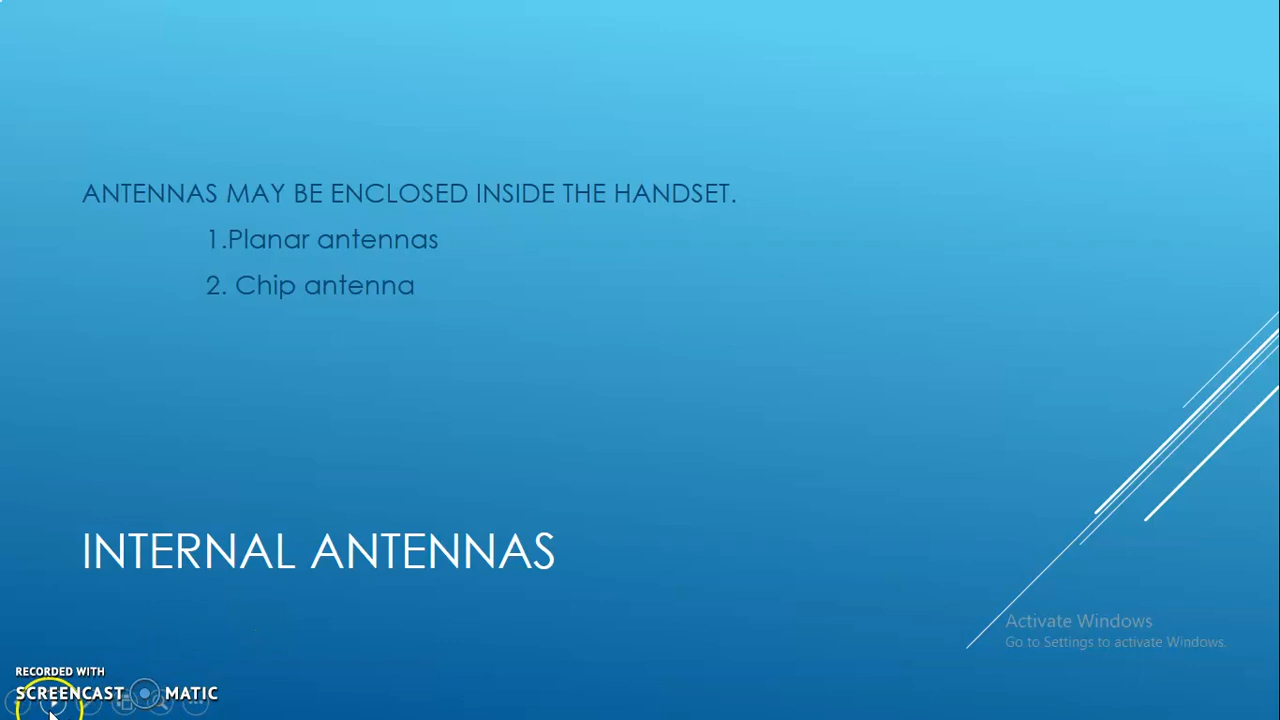 ANTENNAS MAY BE ENCLOSED INSIDE THE HANDSET.
1.Planar antennas
2. Chip antenna
INTERNAL ANTENNAS
Activate Windows
Go to Settings to activate Windows.
RECORDED WITH
SCREENCAST MATIC